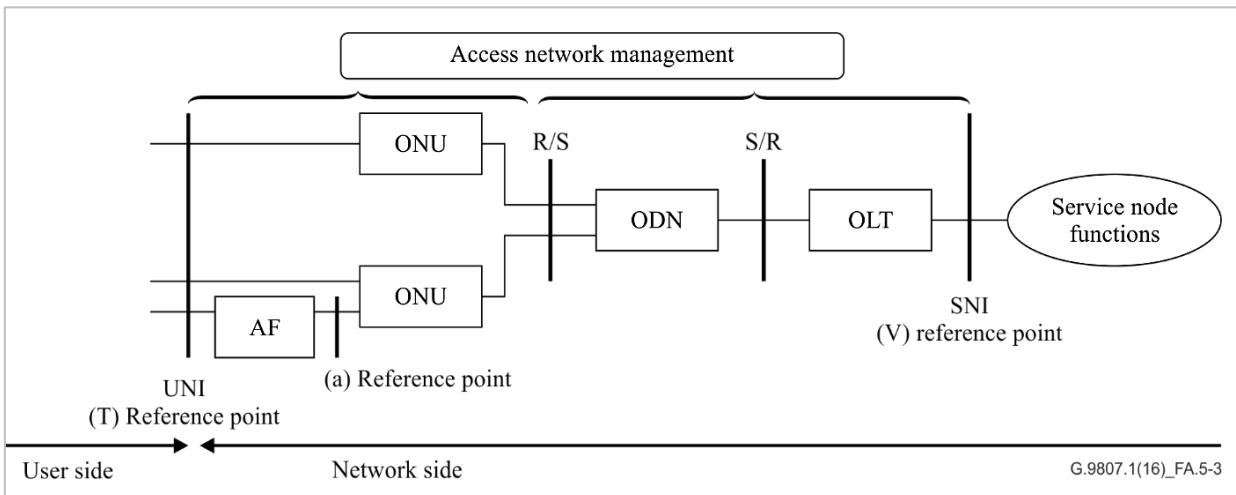 Access network management
ONU
R/S
S/R
ODN
OLT
Service node
functions
ONU
AF
SNI
(V) reference point
(a) Reference point
UNI
(T) Reference point
User side
Network side
G.9807.1(16)_FA.5-3